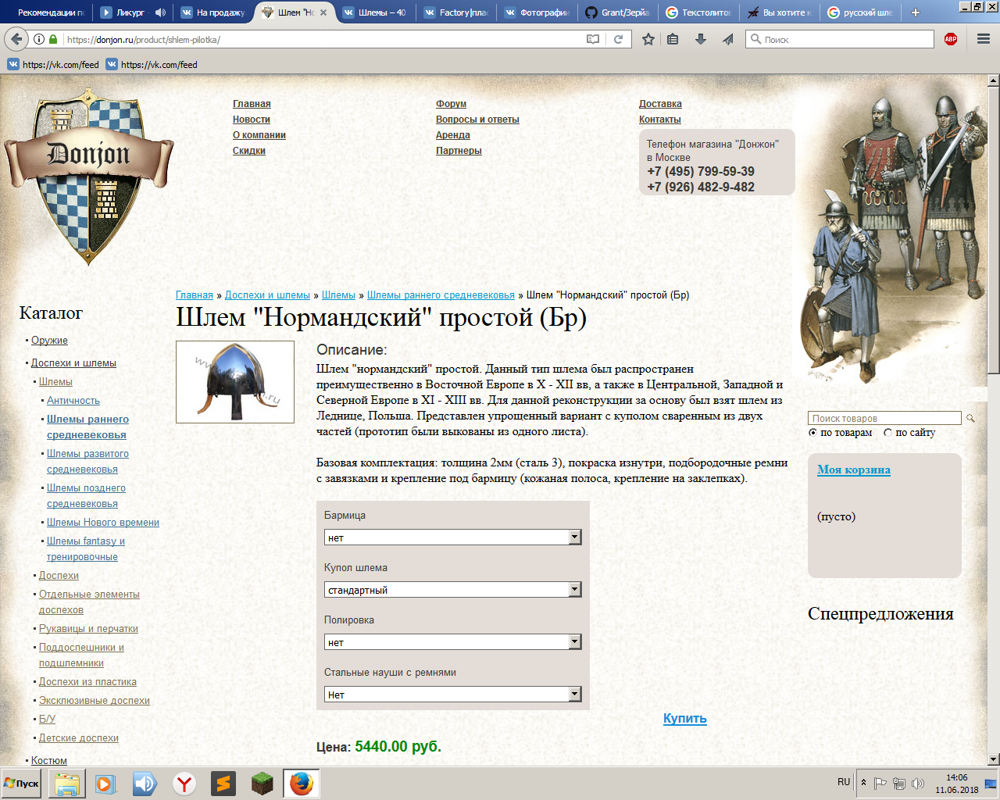 Рекомендации по
Ликург -
На продажу
Шлем "Но
Шлемы – 40
Factory|плас
Фотографии
Grant/Зерйа
Текстолитов
Вы хотите к
русский шле
https://donjon.ru/product/shlem-pilotka/
Поиск
ABP
https://vk.com/feed
https://vk.com/feed
Donjon
Главная
Новости
О компании
Скидки
Форум
Вопросы и ответы
Аренда
Партнеры
Доставка
Контакты
Телефон магазина "Донжон"
в Москве
+7 (495) 799-59-39
+7 (926) 482-9-482
Главная » Доспехи и шлемы » Шлемы » Шлемы раннего средневековья » Шлем "Нормандский" простой (Бр)
Шлем "Нормандский" простой (Бр)
Каталог
Оружие
Доспехи и шлемы
Шлемы
Античность
Шлемы раннего
средневековья
Шлемы развитого
средневековья
Шлемы позднего
средневековья
Шлемы Нового времени
Шлемы fantasy и
тренировочные
Доспехи
Отдельные элементы
доспехов
Рукавицы и перчатки
Поддоспешники и
подшлемники
Доспехи из пластика
Эксклюзивные доспехи
Б/У
Детские доспехи
Костюм
Описание:
Шлем "нормандский" простой. Данный тип шлема был распространен
преимущественно в Восточной Европе в X - XII вв, а также в Центральной, Западной и
Северной Европе в XI - XIII вв. Для данной реконструкции за основу был взят шлем из
Леднице, Польша. Представлен упрощенный вариант с куполом сваренным из двух
частей (прототип были выкованы из одного листа).
Базовая комплектация: толщина 2мм (сталь 3), покраска изнутри, подбородочные ремни
с завязками и крепление под бармицу (кожаная полоса, крепление на заклепках).
Бармица
нет
Купол шлема
стандартный
Полировка
нет
Стальные науши с ремнями
Нет
Купить
Цена: 5440.00 руб.
Поиск товаров
по товарам
по сайту
Моя корзина
(пусто)
Спецпредложения
Пуск
RU
14:06
11.06.2018